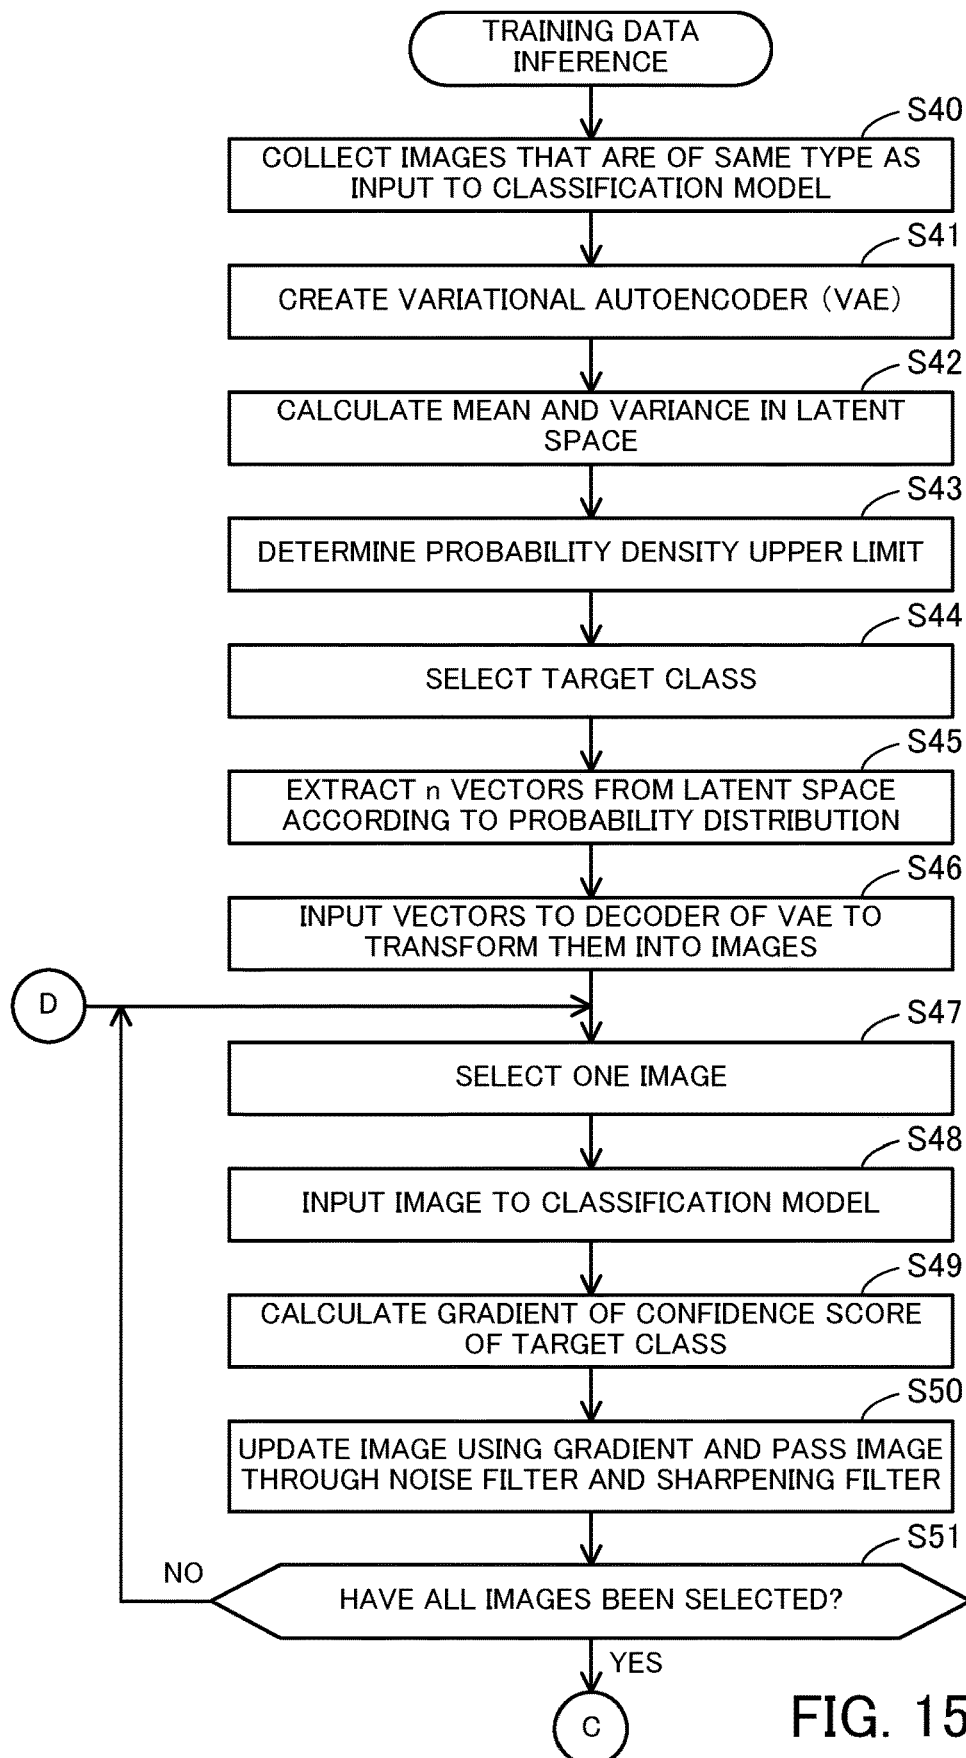 TRAINING DATA
INFERENCE
S40
COLLECT IMAGES THAT ARE OF SAME TYPE AS
INPUT TO CLASSIFICATION MODEL
S41
CREATE VARIATIONAL AUTOENCODER (VAE)
S42
CALCULATE MEAN AND VARIANCE IN LATENT
SPACE
S43
DETERMINE PROBABILITY DENSITY UPPER LIMIT
S44
SELECT TARGET CLASS
S45
EXTRACT n VECTORS FROM LATENT SPACE
ACCORDING TO PROBABILITY DISTRIBUTION
S46
INPUT VECTORS TO DECODER OF VAE TO
TRANSFORM THEM INTO IMAGES
D
S47
SELECT ONE IMAGE
S48
INPUT IMAGE TO CLASSIFICATION MODEL
S49
CALCULATE GRADIENT OF CONFIDENCE SCORE
OF TARGET CLASS
S50
UPDATE IMAGE USING GRADIENT AND PASS IMAGE
THROUGH NOISE FILTER AND SHARPENING FILTER
S51
NO
HAVE ALL IMAGES BEEN SELECTED?
YES
C
FIG. 15